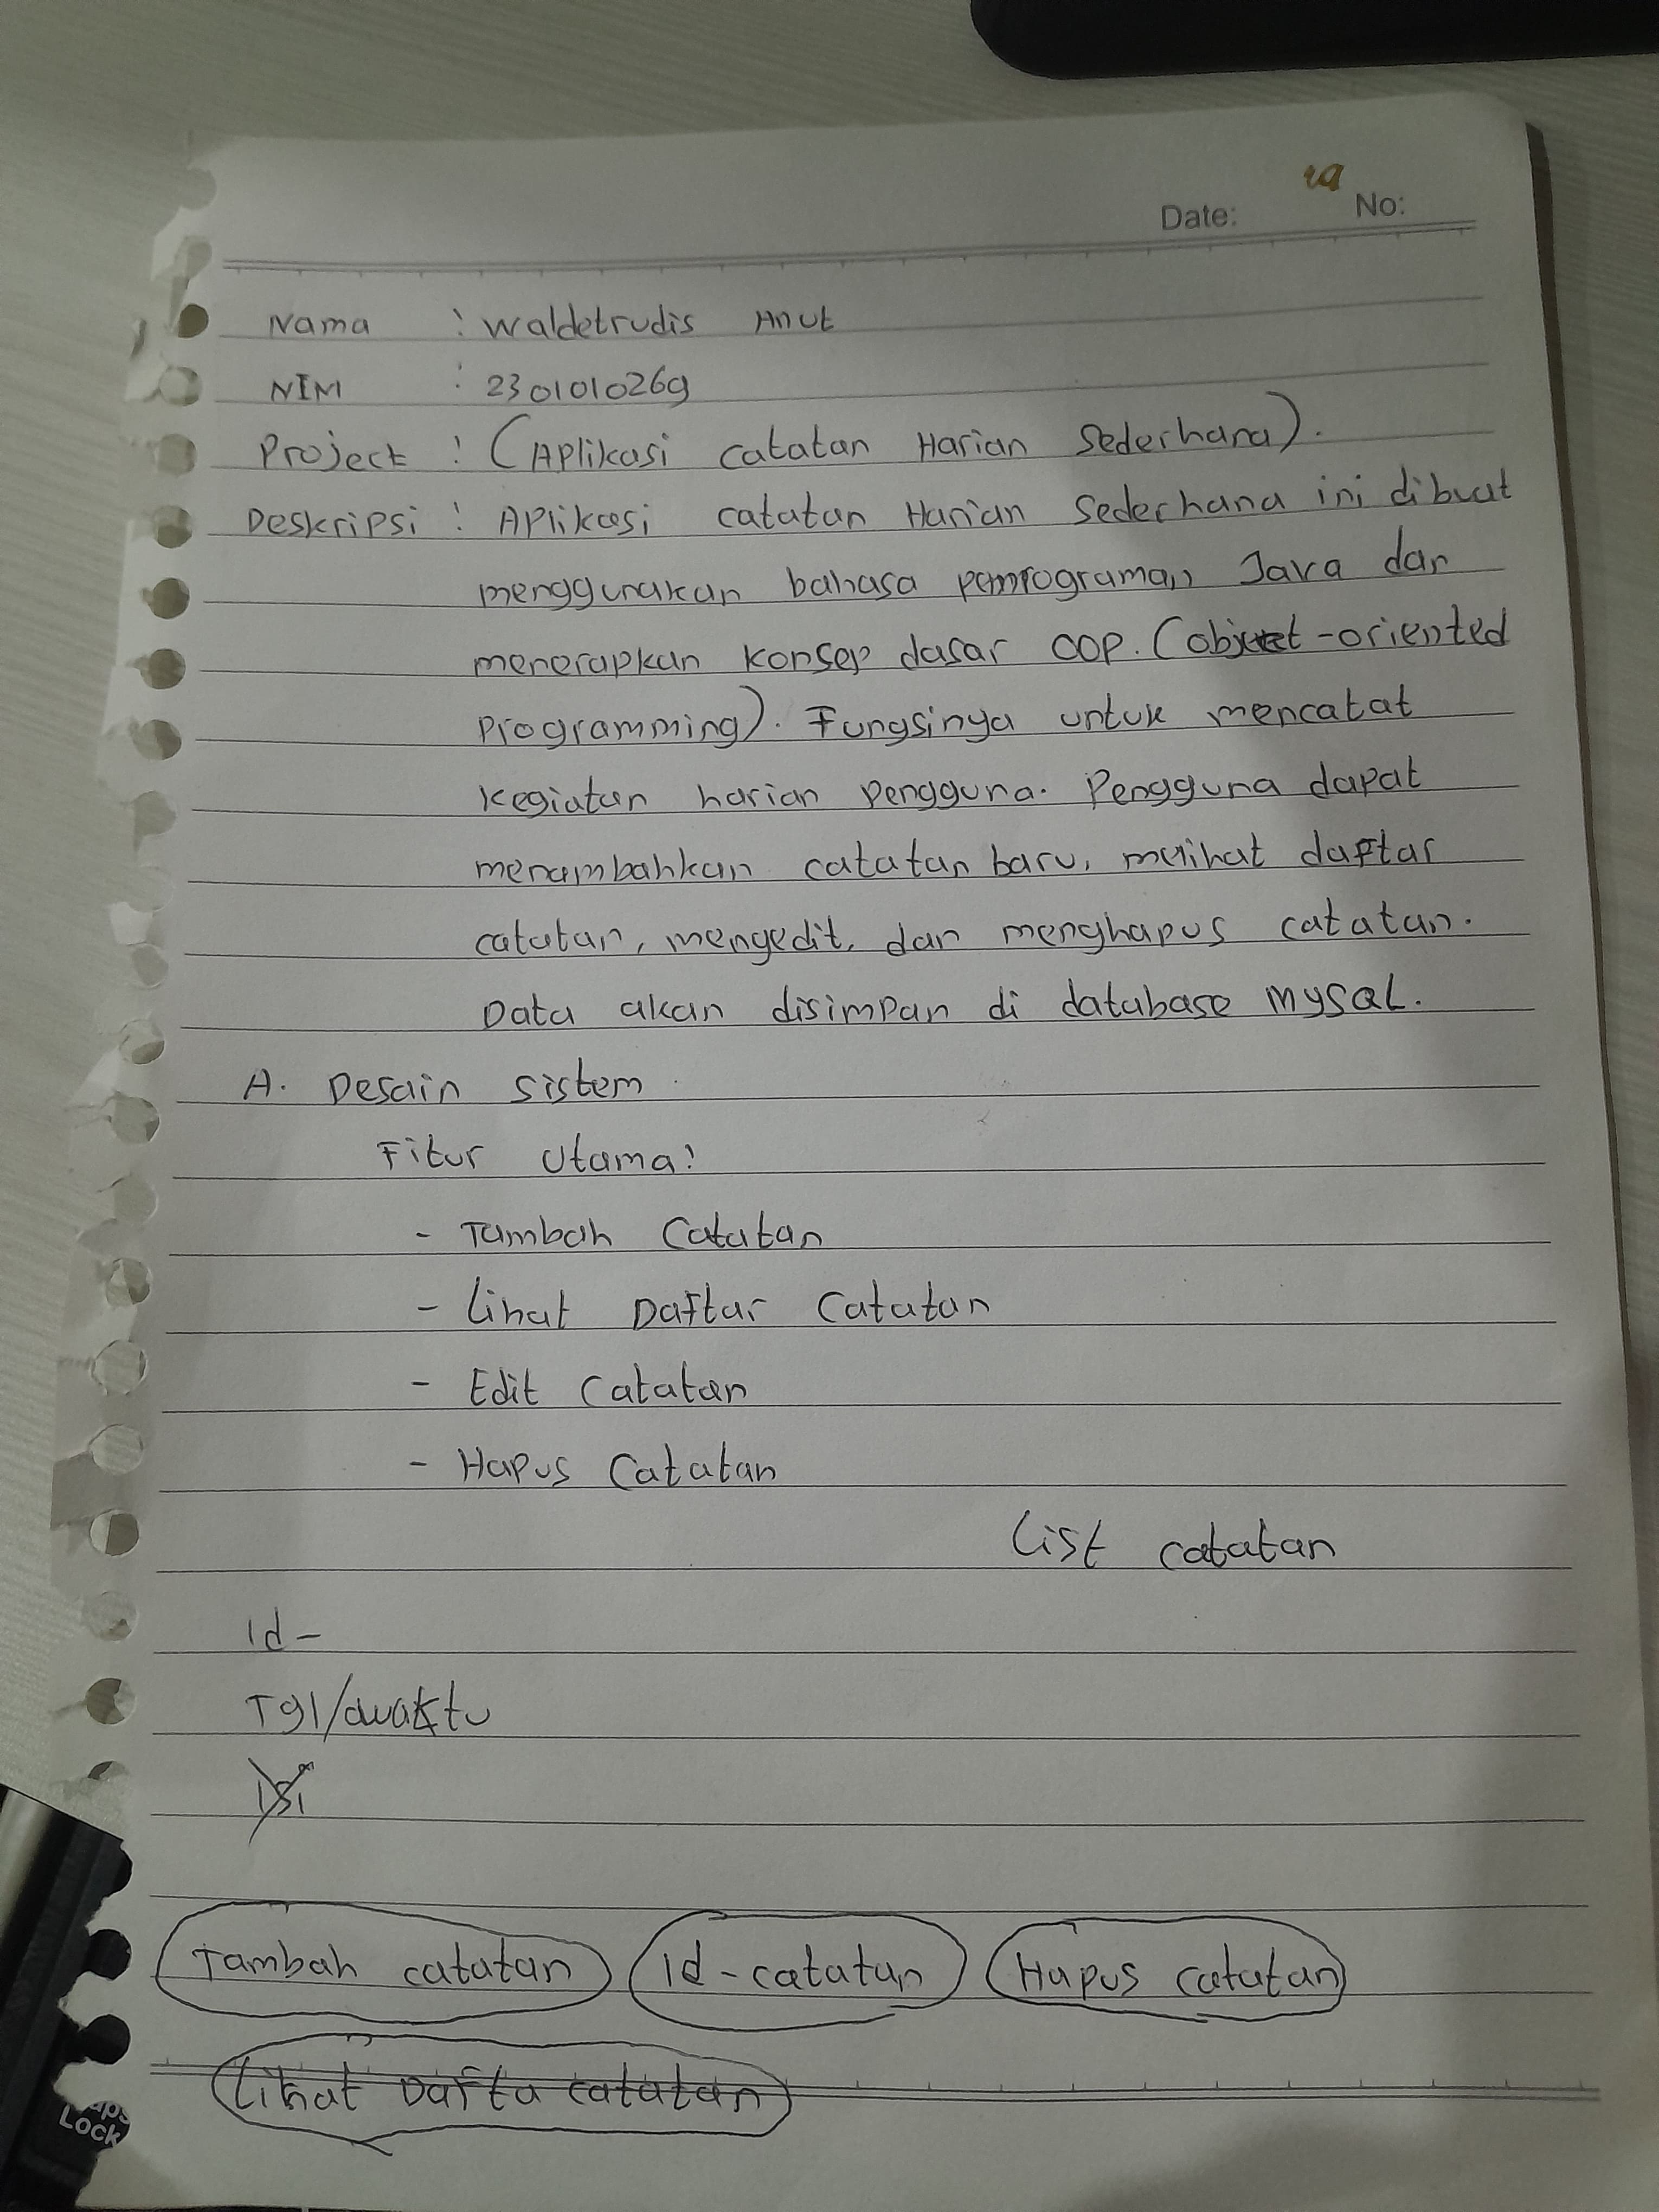 Date: No:
Nama : Waldetrudis Anut
NIM : 2301010269
Project : (Aplikasi Catatan Harian Sederhana).
Deskripsi : Aplikasi catatan Harian Sederhana ini dibuat
menggunakan bahasa pemrograman Java dan
menerapkan konsep dasar OOP. (object-oriented
programming). Fungsinya untuk mencatat
kegiatan harian pengguna. Pengguna dapat
menambahkan catatan baru, melihat daftar
catatan, mengedit, dan menghapus catatan.
Data akan disimpan di database MySQL.
A. Desain sistem
Fitur Utama:
- Tambah Catatan
- Lihat Daftar Catatan
- Edit Catatan
- Hapus Catatan
List catatan
Id -
Tgl/waktu
Isi
Tambah catatan Id-catatan Hapus catatan
Lihat Dafta catatan
Lock